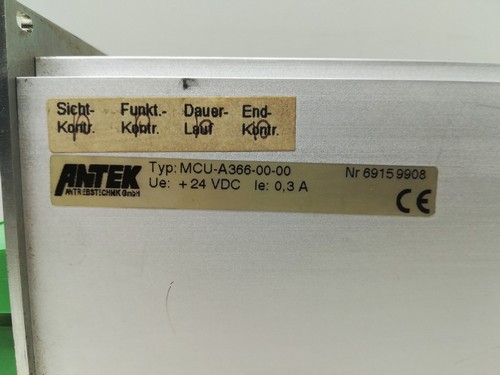 Sicht- Funkt.- Dauer- End-
Kontr. Kontr. Lauf Kontr.
ANTEK
ANTRIEBSTECHNIK GmbH
Typ: MCU-A366-00-00 Nr 6915 9908
Ue: + 24 VDC Ie: 0,3 A
CE